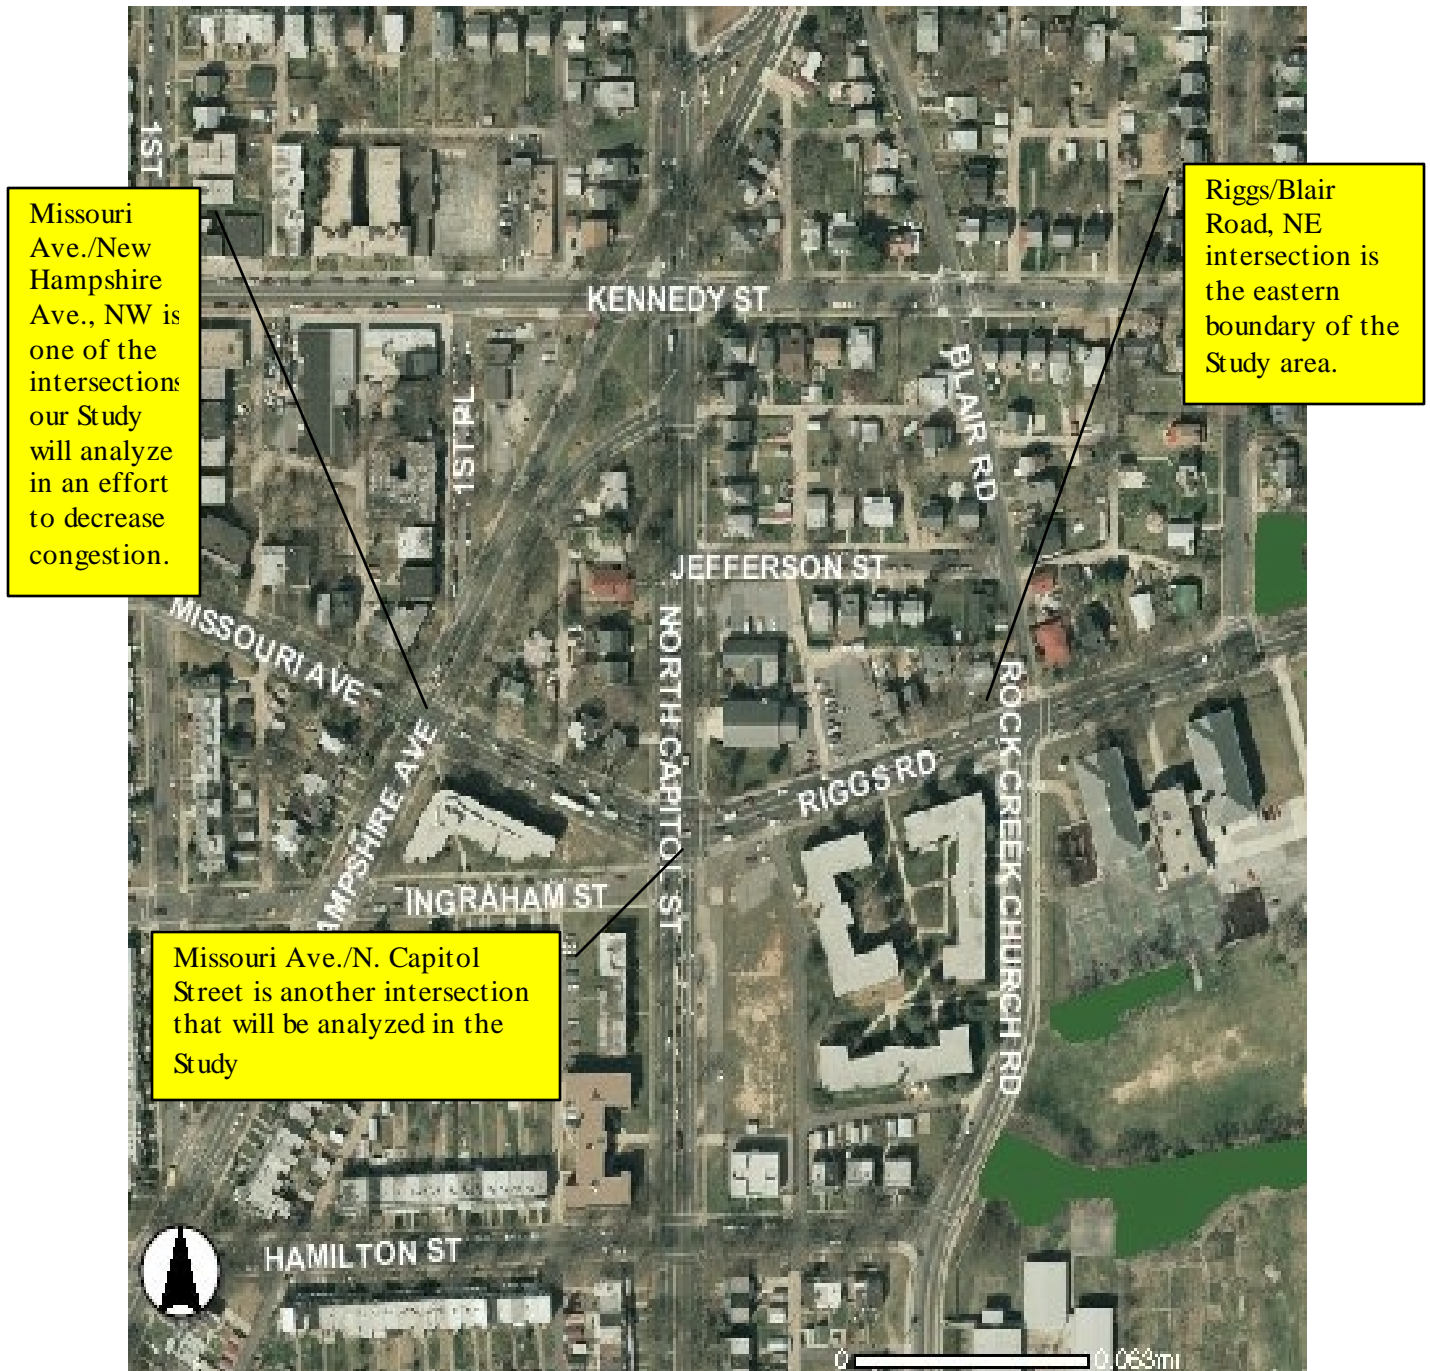 1ST
Missouri
Ave./New
Hampshire
Ave., NW is
one of the
intersections
our Study
will analyze
in an effort
to decrease
congestion.
Riggs/Blair
Road, NE
intersection is
the eastern
boundary of the
Study area.
KENNEDY ST
BLAIR RD
1ST PL
JEFFERSON ST
MISSOURI AVE
NORTH CAPITOL ST
ROCK CREEK CHURCH RD
RIGGS RD
AMPSHIRE AVE
INGRAHAM ST
Missouri Ave./N. Capitol
Street is another intersection
that will be analyzed in the
Study
HAMILTON ST
0 0.063mi